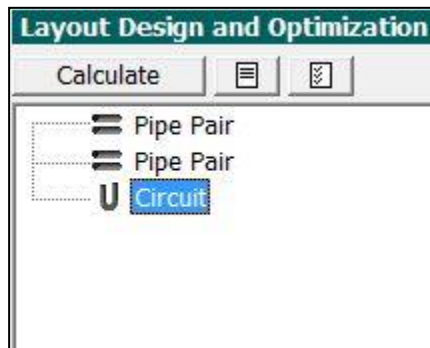 Layout Design and Optimization
Calculate
Pipe Pair
Pipe Pair
Circuit